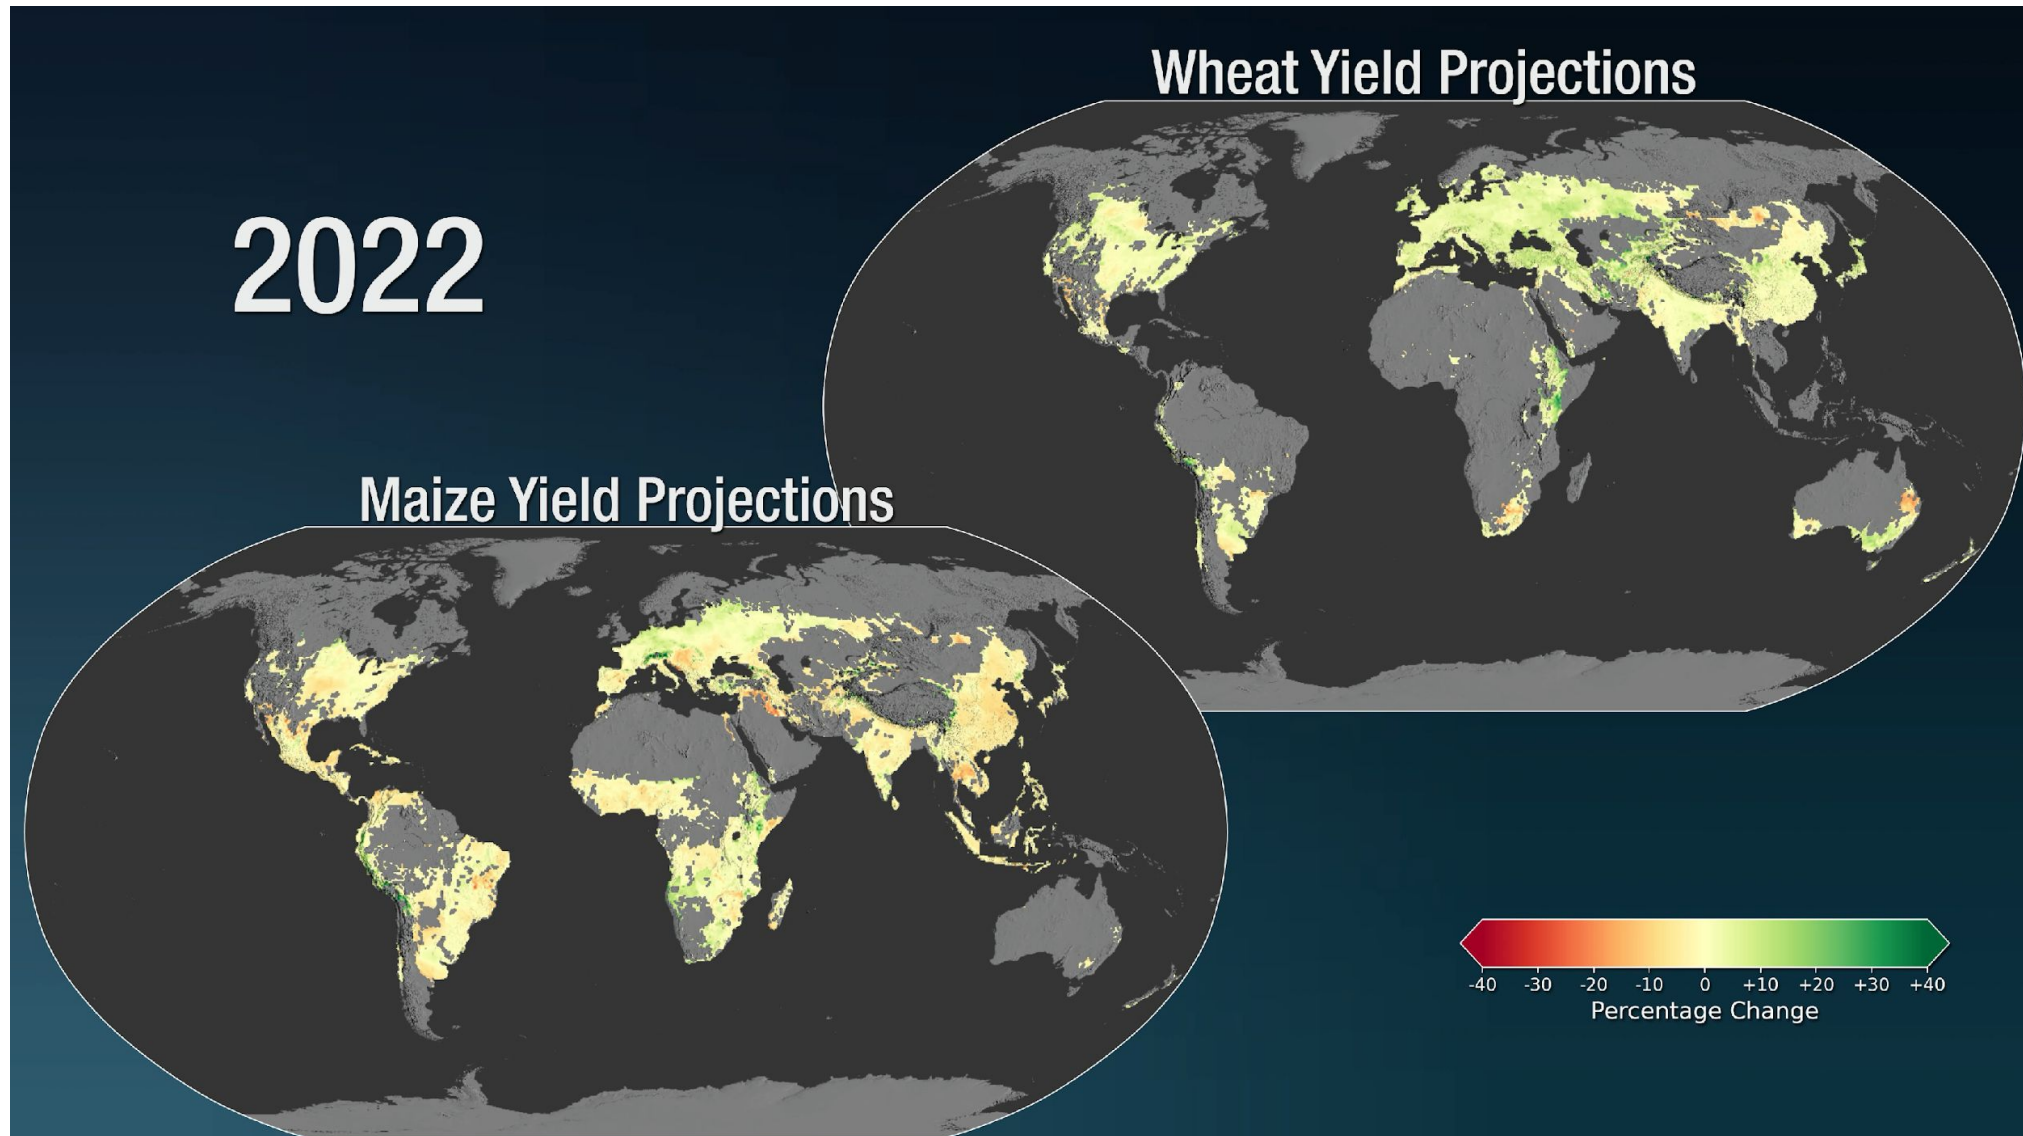 Wheat Yield Projections
2022
Maize Yield Projections
-40 -30 -20 -10 0 +10 +20 +30 +40
Percentage Change